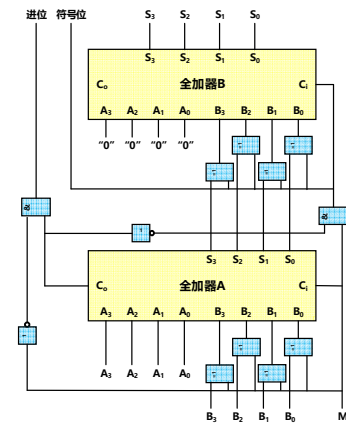 进位 符号位 S3 S2 S1 S0
S3 S2 S1 S0
Co 全加器B Ci
A3 A2 A1 A0 B3 B2 B1 B0
“0” “0” “0” “0”
&
&
1
S3 S2 S1 S0
Co 全加器A Ci
A3 A2 A1 A0 B3 B2 B1 B0
A3 A2 A1 A0
B3 B2 B1 B0 M